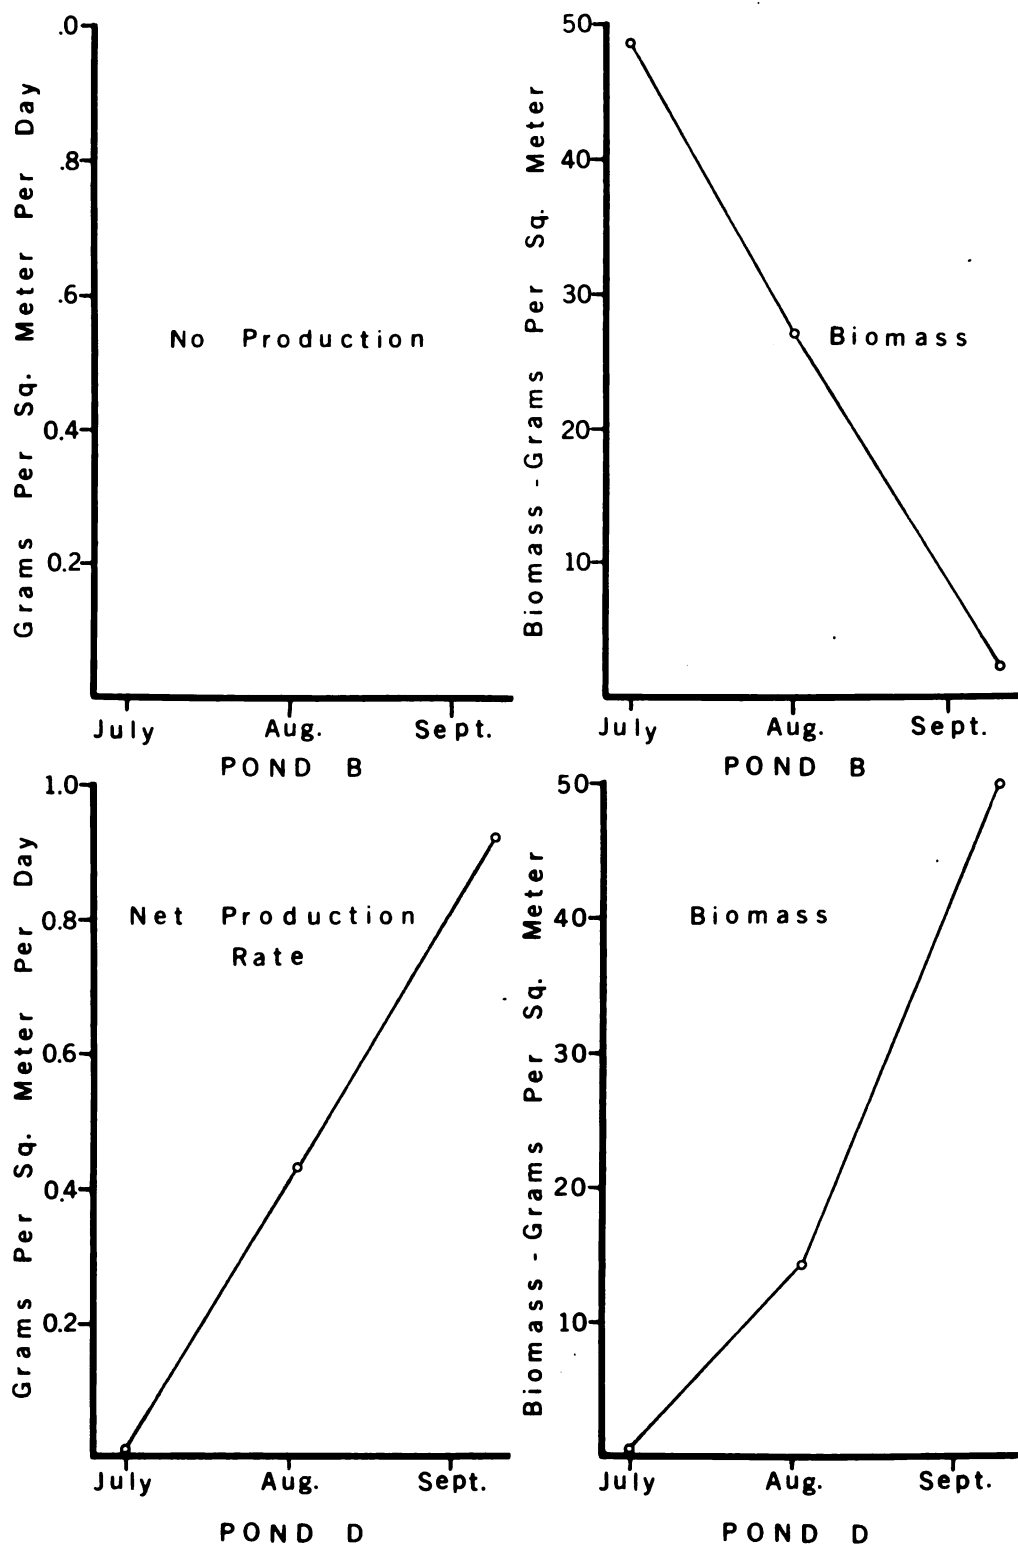 Grams Per Sq. Meter Per Day
.0
.8
.6
0.4
0.2
No Production
July Aug. Sept.
POND B
Biomass - Grams Per Sq. Meter
50
40
30
20
10
Biomass
July Aug. Sept.
POND B
Grams Per Sq. Meter Per Day
1.0
0.8
0.6
0.4
0.2
Net Production
Rate
July Aug. Sept.
POND D
Biomass - Grams Per Sq. Meter
50
40
30
20
10
Biomass
July Aug. Sept.
POND D